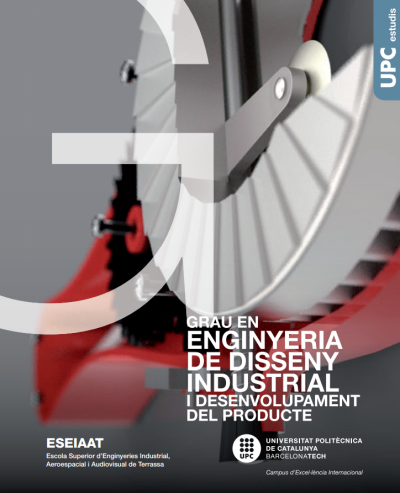 UPC estudis
GRAU EN
ENGINYERIA
DE DISSENY
INDUSTRIAL
I DESENVOLUPAMENT
DEL PRODUCTE
ESEIAAT
Escola Superior d'Enginyeries Industrial,
Aeroespacial i Audiovisual de Terrassa
UPC
UNIVERSITAT POLITÈCNICA
DE CATALUNYA
BARCELONATECH
Campus d'Excel·lència Internacional